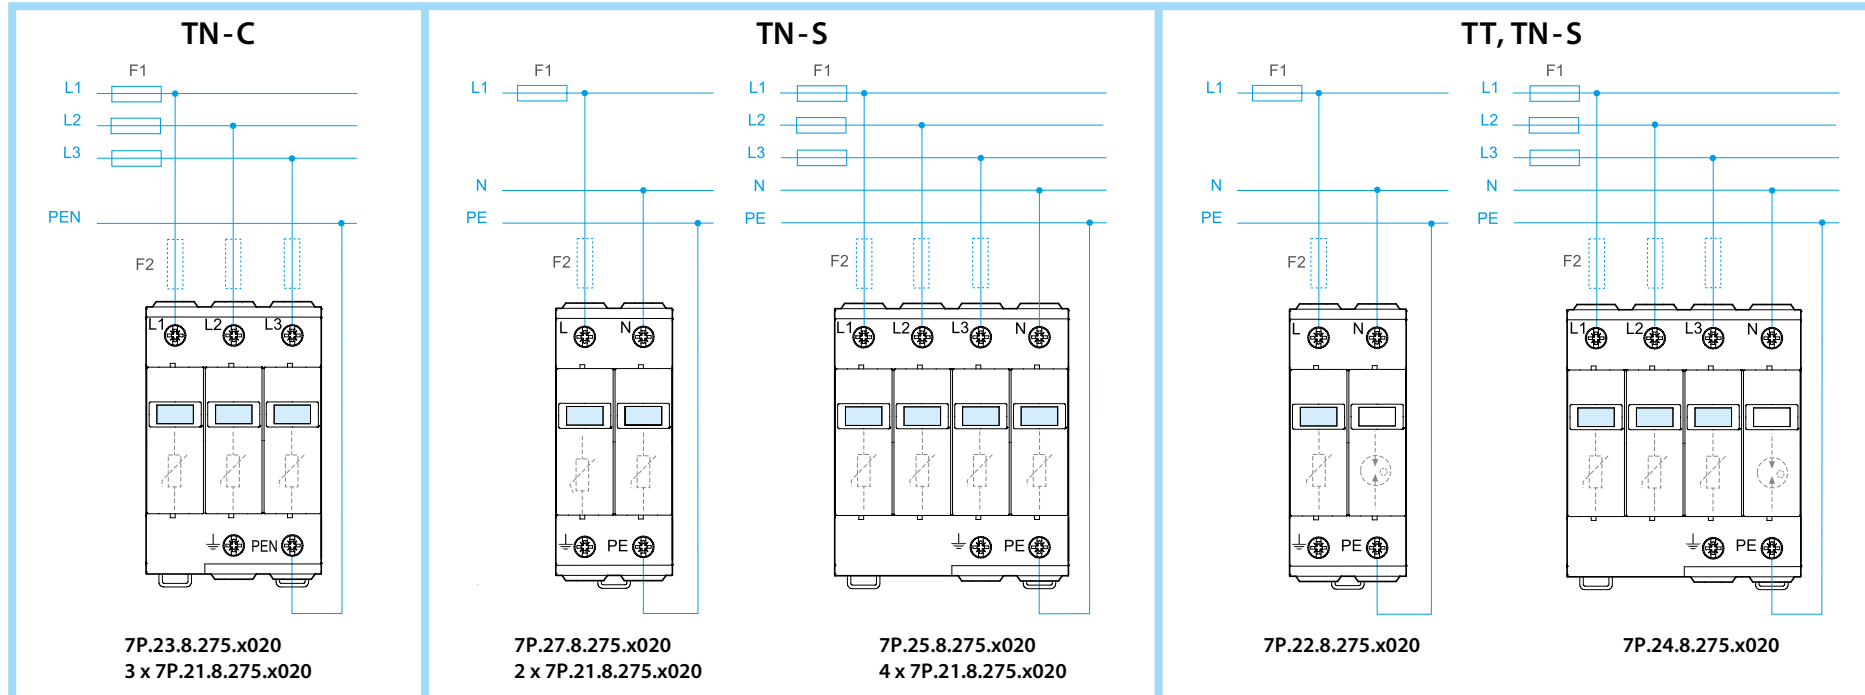 TN-C
F1
L1
L2
L3
PEN
F2
L1 L2 L3
PEN
7P.23.8.275.x020
3 x 7P.21.8.275.x020
TN-S
F1
L1
N
PE
F2
L N
PE
7P.27.8.275.x020
2 x 7P.21.8.275.x020
F1
L1
L2
L3
N
PE
F2
L1 L2 L3 N
PE
7P.25.8.275.x020
4 x 7P.21.8.275.x020
TT, TN-S
F1
L1
N
PE
F2
L N
PE
7P.22.8.275.x020
F1
L1
L2
L3
N
PE
F2
L1 L2 L3 N
PE
7P.24.8.275.x020